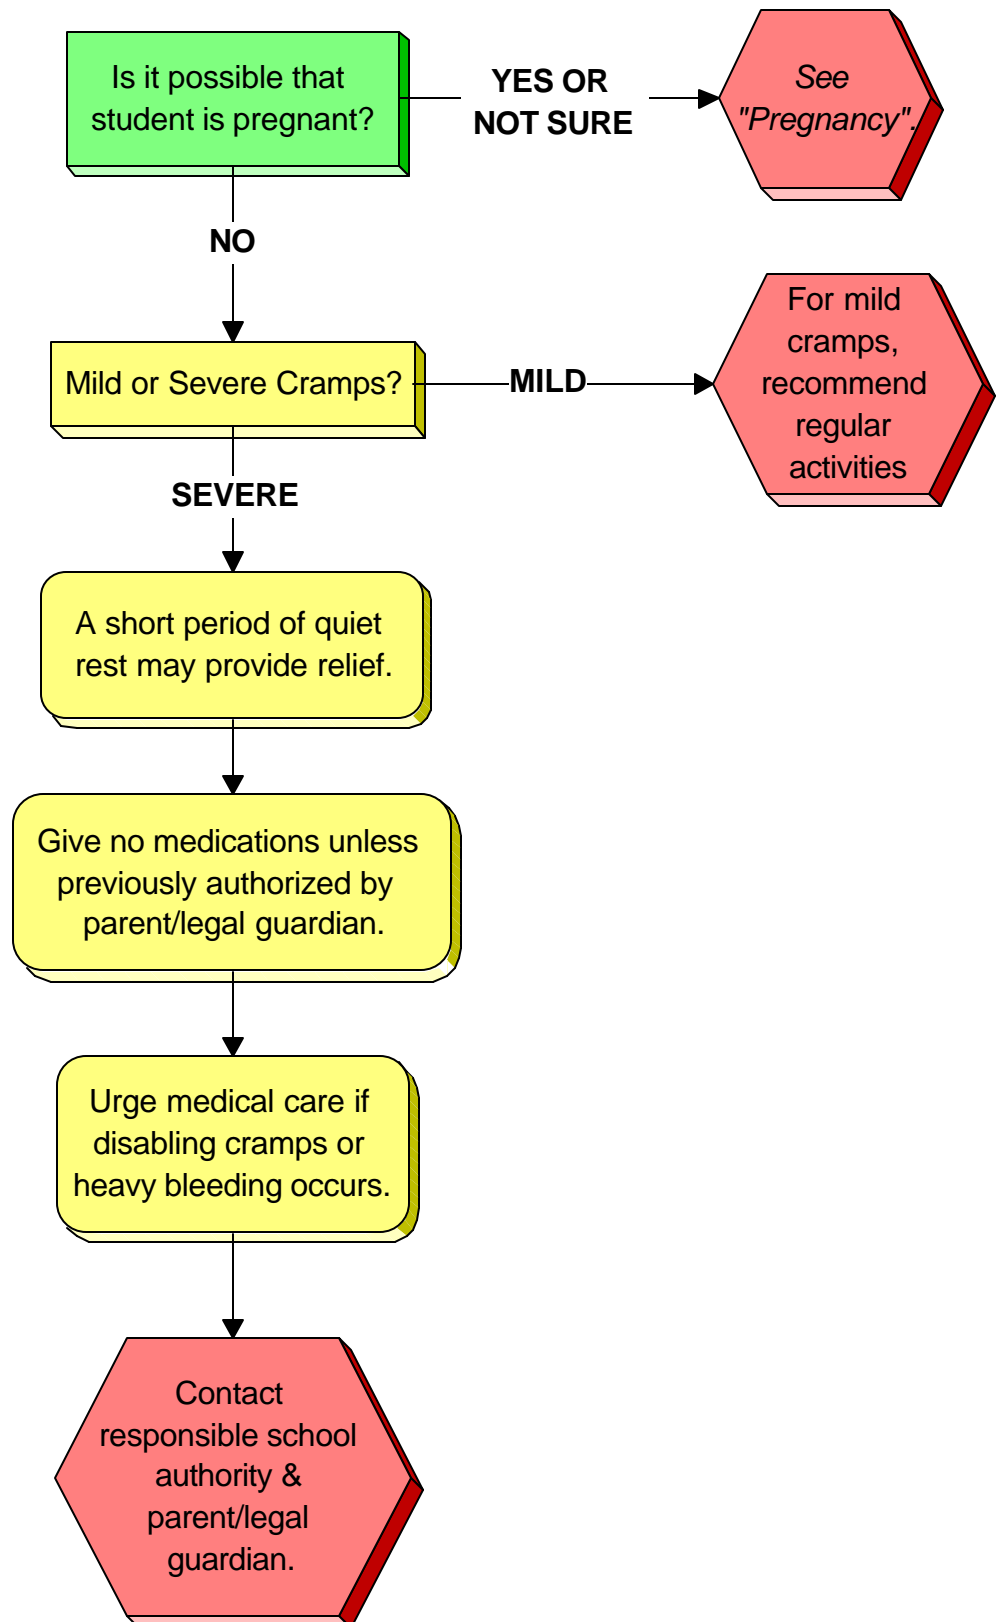 Is it possible that
student is pregnant?
YES OR
NOT SURE
See
"Pregnancy".
NO
Mild or Severe Cramps?
MILD
For mild
cramps,
recommend
regular
activities
SEVERE
A short period of quiet
rest may provide relief.
Give no medications unless
previously authorized by
parent/legal guardian.
Urge medical care if
disabling cramps or
heavy bleeding occurs.
Contact
responsible school
authority &
parent/legal
guardian.